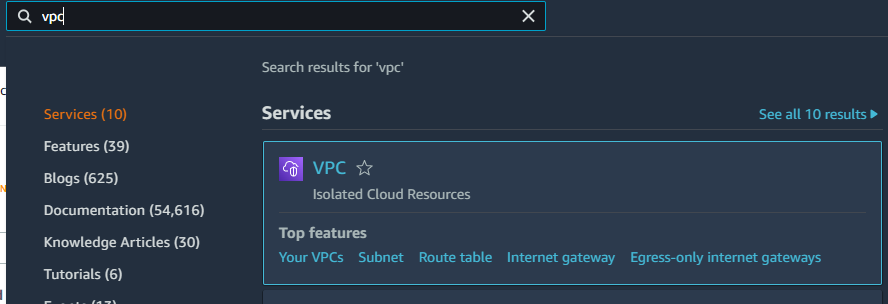 vpc
Search results for 'vpc'
Services (10)
Features (39)
Blogs (625)
Documentation (54,616)
Knowledge Articles (30)
Tutorials (6)
Services
See all 10 results
VPC
Isolated Cloud Resources
Top features
Your VPCs Subnet Route table Internet gateway Egress-only internet gateways